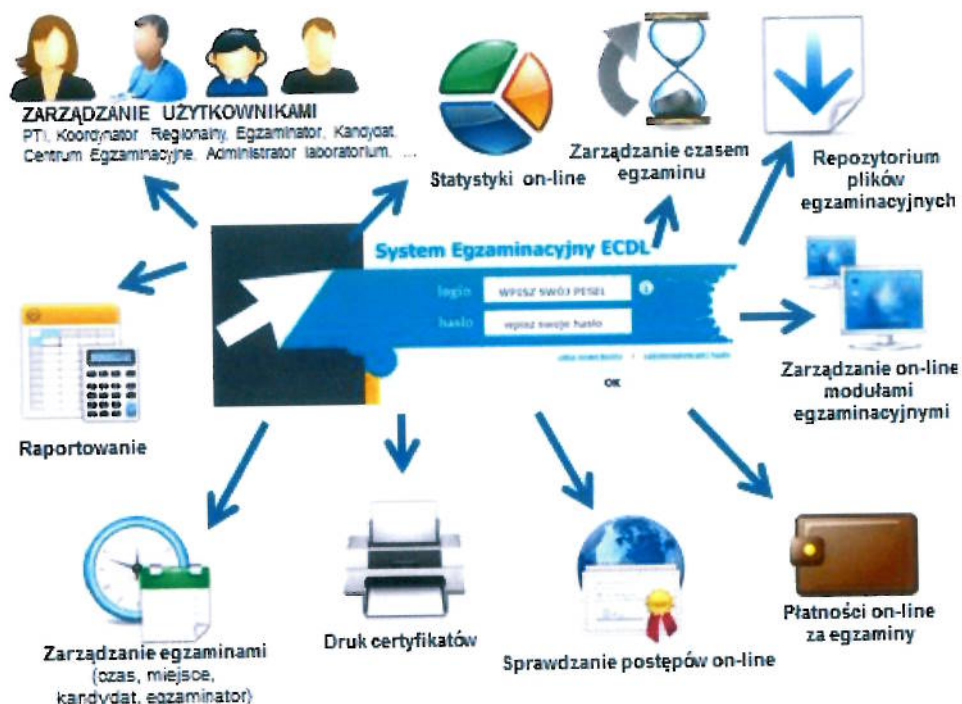 ZARZĄDZANIE UŻYTKOWNIKAMI
PTI, Koordynator Regionalny, Egzaminator, Kandydat,
Centrum Egzaminacyjne, Administrator laboratorium, ...
Statystyki on-line
Zarządzanie czasem
egzaminu
Repozytorium
plików
egzaminacyjnych
System Egzaminacyjny ECDL
login
WPISZ SWÓJ PESEL
hasło
wpisz swoje hasło
OK
Zarządzanie on-line
modułami
egzaminacyjnymi
Raportowanie
Zarządzanie egzaminami
(czas, miejsce,
kandydat, egzaminator)
Druk certyfikatów
Sprawdzanie postępów on-line
Płatności on-line
za egzaminy